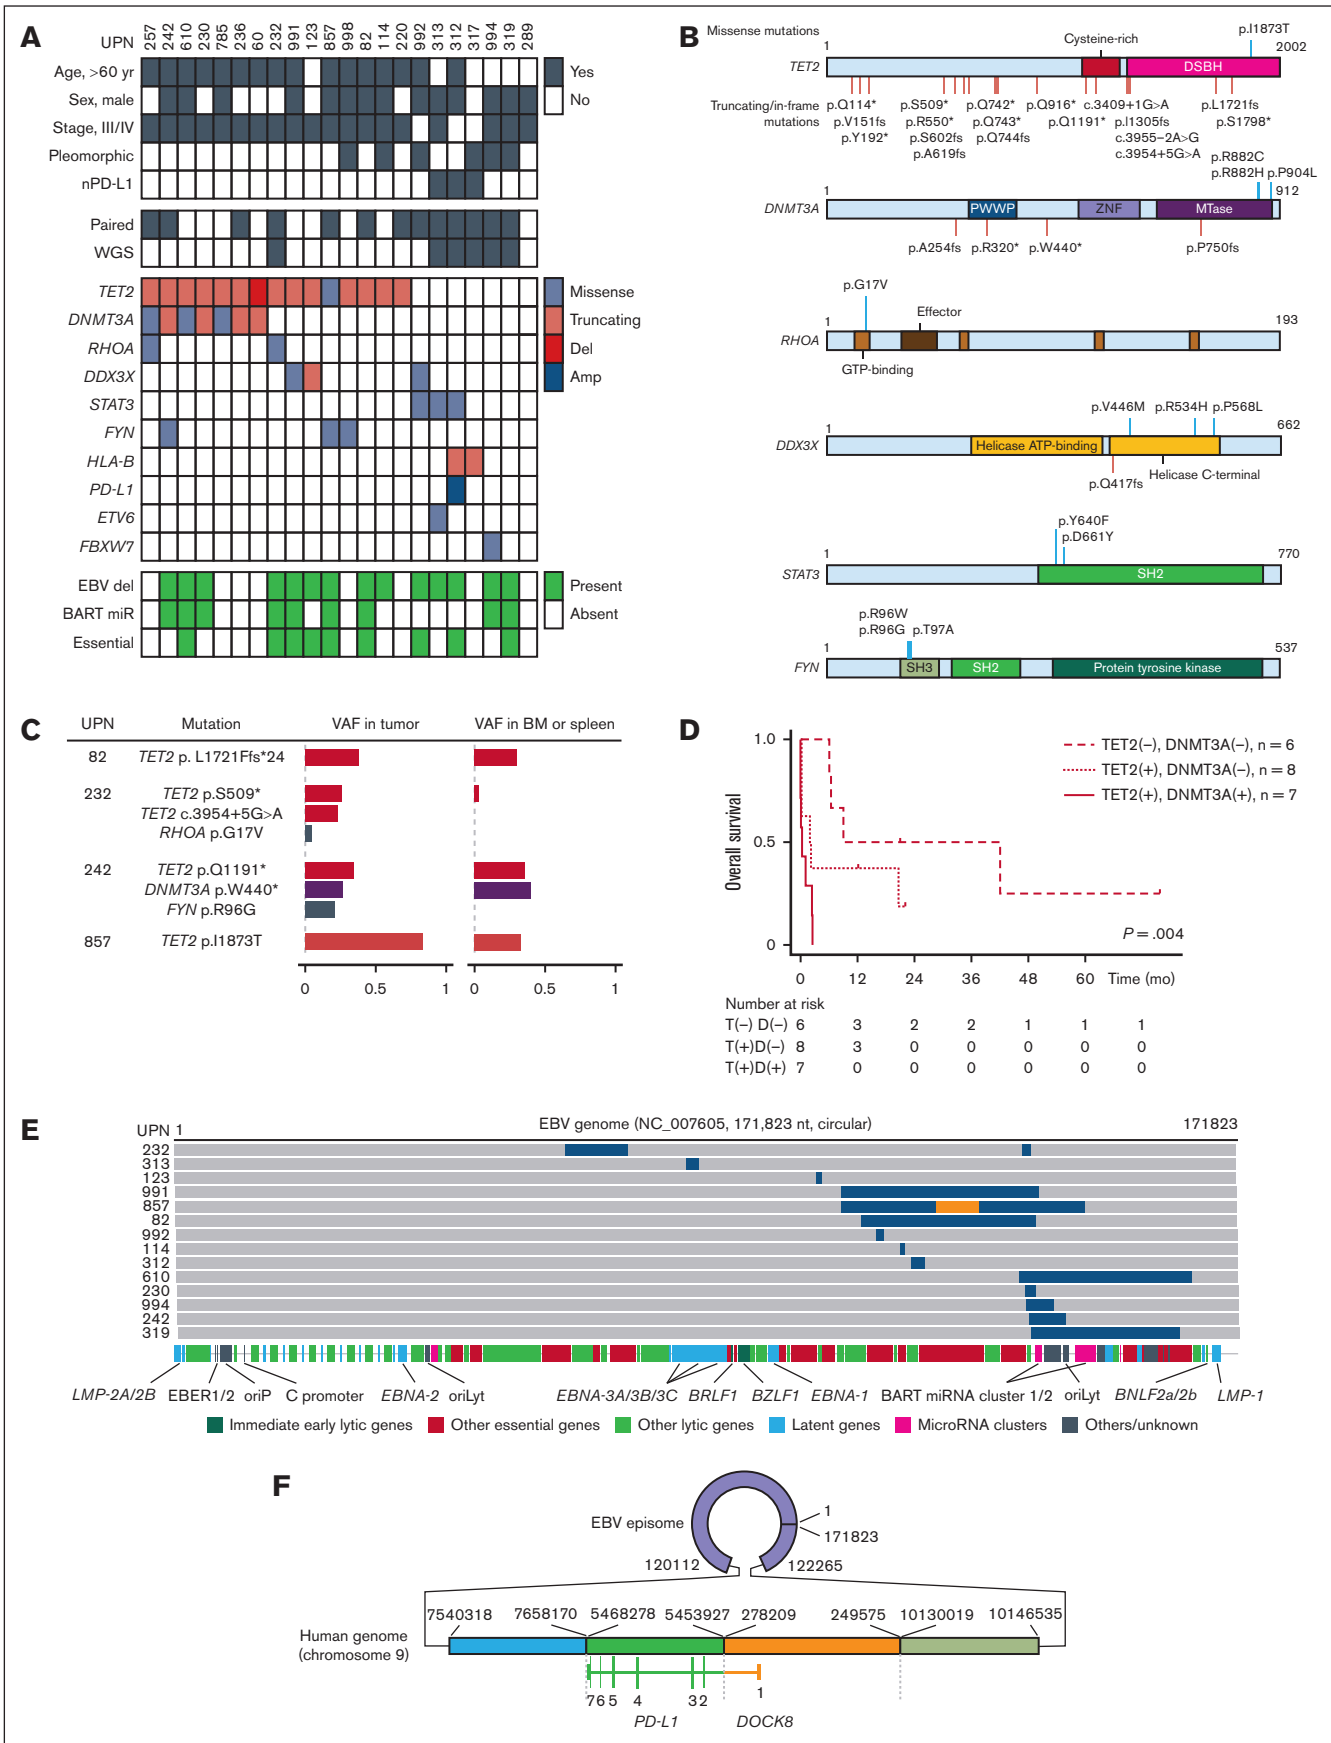 A
UPN 257 242 610 230 785 236 60 232 991 123 857 998 82 114 220 992 313 312 317 994 319 289
Age, >60 yr
Sex, male
Stage, III/IV
Pleomorphic
nPD-L1
Yes
No
Paired
WGS
TET2
DNMT3A
RHOA
DDX3X
STAT3
FYN
HLA-B
PD-L1
ETV6
FBXW7
Missense
Truncating
Del
Amp
EBV del
BART miR
Essential
Present
Absent
B
Missense mutations
p.I1873T
1 Cysteine-rich 2002
TET2 DSBH
Truncating/in-frame mutations
p.Q114* p.S509* p.Q742* p.Q916* c.3409+1G>A p.L1721fs
p.V151fs p.R550* p.Q743* p.Q1191* p.I1305fs p.S1798*
p.Y192* p.S602fs p.Q744fs c.3955−2A>G
p.A619fs c.3954+5G>A
p.R882C
p.R882H p.P904L
1 912
DNMT3A PWWP ZNF MTase
p.A254fs p.R320* p.W440* p.P750fs
p.G17V
1 Effector 193
RHOA
GTP-binding
p.V446M p.R534H p.P568L
1 662
DDX3X Helicase ATP-binding
p.Q417fs Helicase C-terminal
p.Y640F
p.D661Y
1 770
STAT3 SH2
p.R96W
p.R96G p.T97A
1 537
FYN SH3 SH2 Protein tyrosine kinase
C
UPN Mutation VAF in tumor VAF in BM or spleen
82 TET2 p. L1721Ffs*24
232 TET2 p.S509*
TET2 c.3954+5G>A
RHOA p.G17V
242 TET2 p.Q1191*
DNMT3A p.W440*
FYN p.R96G
857 TET2 p.I1873T
0 0.5 1 0 0.5 1
D
Overall survival
1.0
0.5
0
TET2(−), DNMT3A(−), n = 6
TET2(+), DNMT3A(−), n = 8
TET2(+), DNMT3A(+), n = 7
P = .004
0 12 24 36 48 60 Time (mo)
Number at risk
T(−) D(−) 6 3 2 2 1 1 1
T(+)D(−) 8 3 0 0 0 0 0
T(+)D(+) 7 0 0 0 0 0 0
E
UPN 1 EBV genome (NC_007605, 171,823 nt, circular) 171823
232
313
123
991
857
82
992
114
312
610
230
994
242
319
LMP-2A/2B EBER1/2 oriP C promoter EBNA-2 oriLyt EBNA-3A/3B/3C BRLF1 BZLF1 EBNA-1 BART miRNA cluster 1/2 oriLyt BNLF2a/2b LMP-1
Immediate early lytic genes Other essential genes Other lytic genes Latent genes MicroRNA clusters Others/unknown
F
EBV episome
1
171823
120112 122265
7540318 7658170 5468278 5453927 278209 249575 10130019 10146535
Human genome (chromosome 9)
7 6 5 4 3 2 1
PD-L1 DOCK8